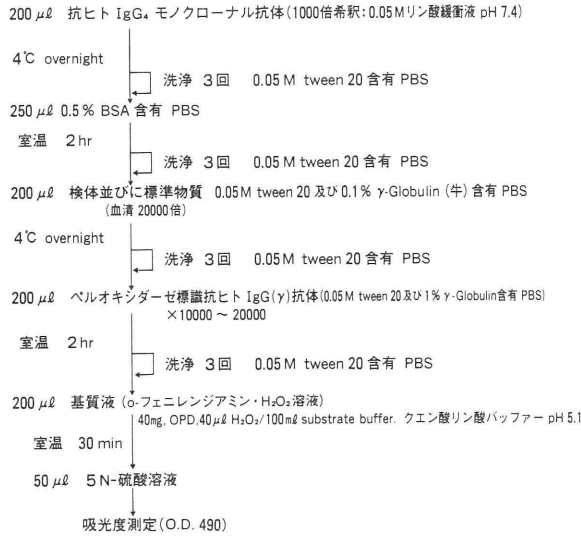 200 μℓ 抗ヒト IgG₄ モノクローナル抗体(1000倍希釈:0.05Mリン酸緩衝液 pH 7.4)
4℃ overnight
洗浄 3回 0.05M tween 20 含有 PBS
250 μℓ 0.5% BSA 含有 PBS
室温 2hr
洗浄 3回 0.05M tween 20 含有 PBS
200 μℓ 検体並びに標準物質 0.05M tween 20 及び 0.1% γ-Globulin (牛) 含有 PBS
(血清 20000倍)
4℃ overnight
洗浄 3回 0.05M tween 20 含有 PBS
200 μℓ ペルオキシダーゼ標識抗ヒト IgG(γ)抗体(0.05M tween 20及び1% γ-Globulin含有 PBS)
×10000 ~ 20000
室温 2hr
洗浄 3回 0.05M tween 20 含有 PBS
200 μℓ 基質液 (o-フェニレンジアミン・H₂O₂溶液)
40mg, OPD,40μℓ H₂O₂/100mℓ substrate buffer. クエン酸リン酸バッファー pH 5.1
室温 30 min
50 μℓ 5N-硫酸溶液
吸光度測定(O.D. 490)